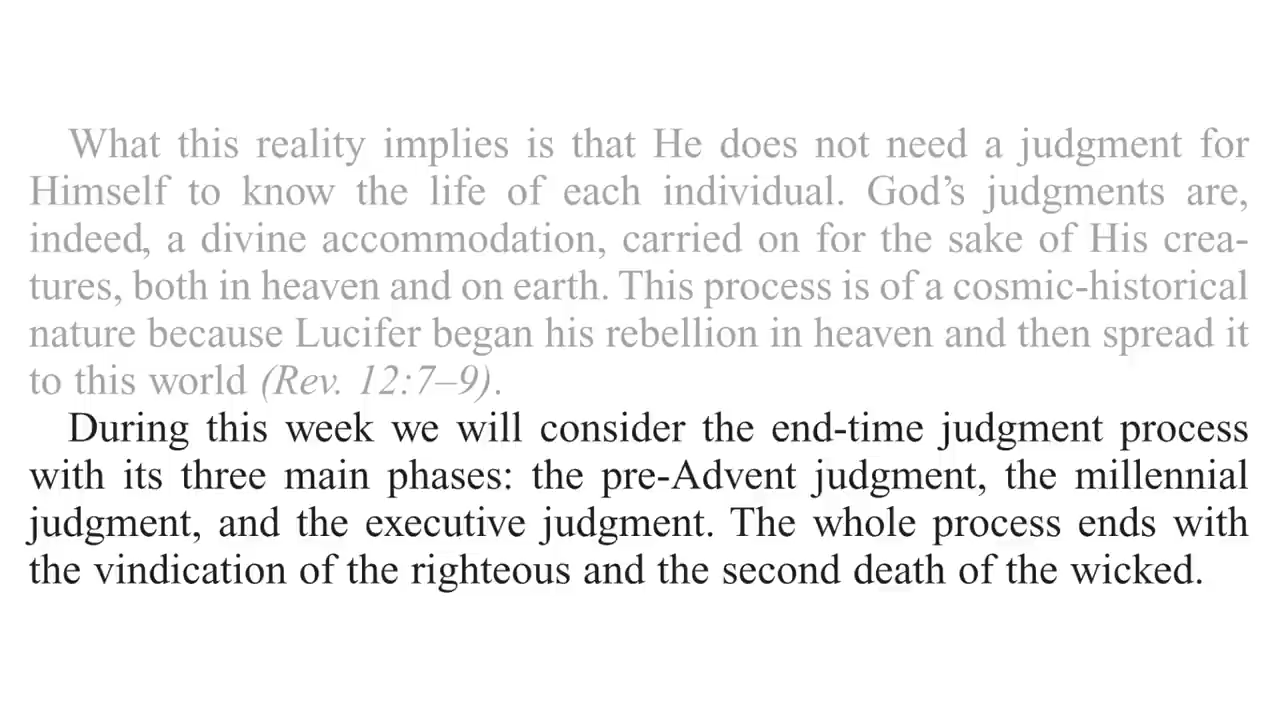 What this reality implies is that He does not need a judgment for
Himself to know the life of each individual. God’s judgments are,
indeed, a divine accommodation, carried on for the sake of His crea-
tures, both in heaven and on earth. This process is of a cosmic-historical
nature because Lucifer began his rebellion in heaven and then spread it
to this world (Rev. 12:7–9).
During this week we will consider the end-time judgment process
with its three main phases: the pre-Advent judgment, the millennial
judgment, and the executive judgment. The whole process ends with
the vindication of the righteous and the second death of the wicked.